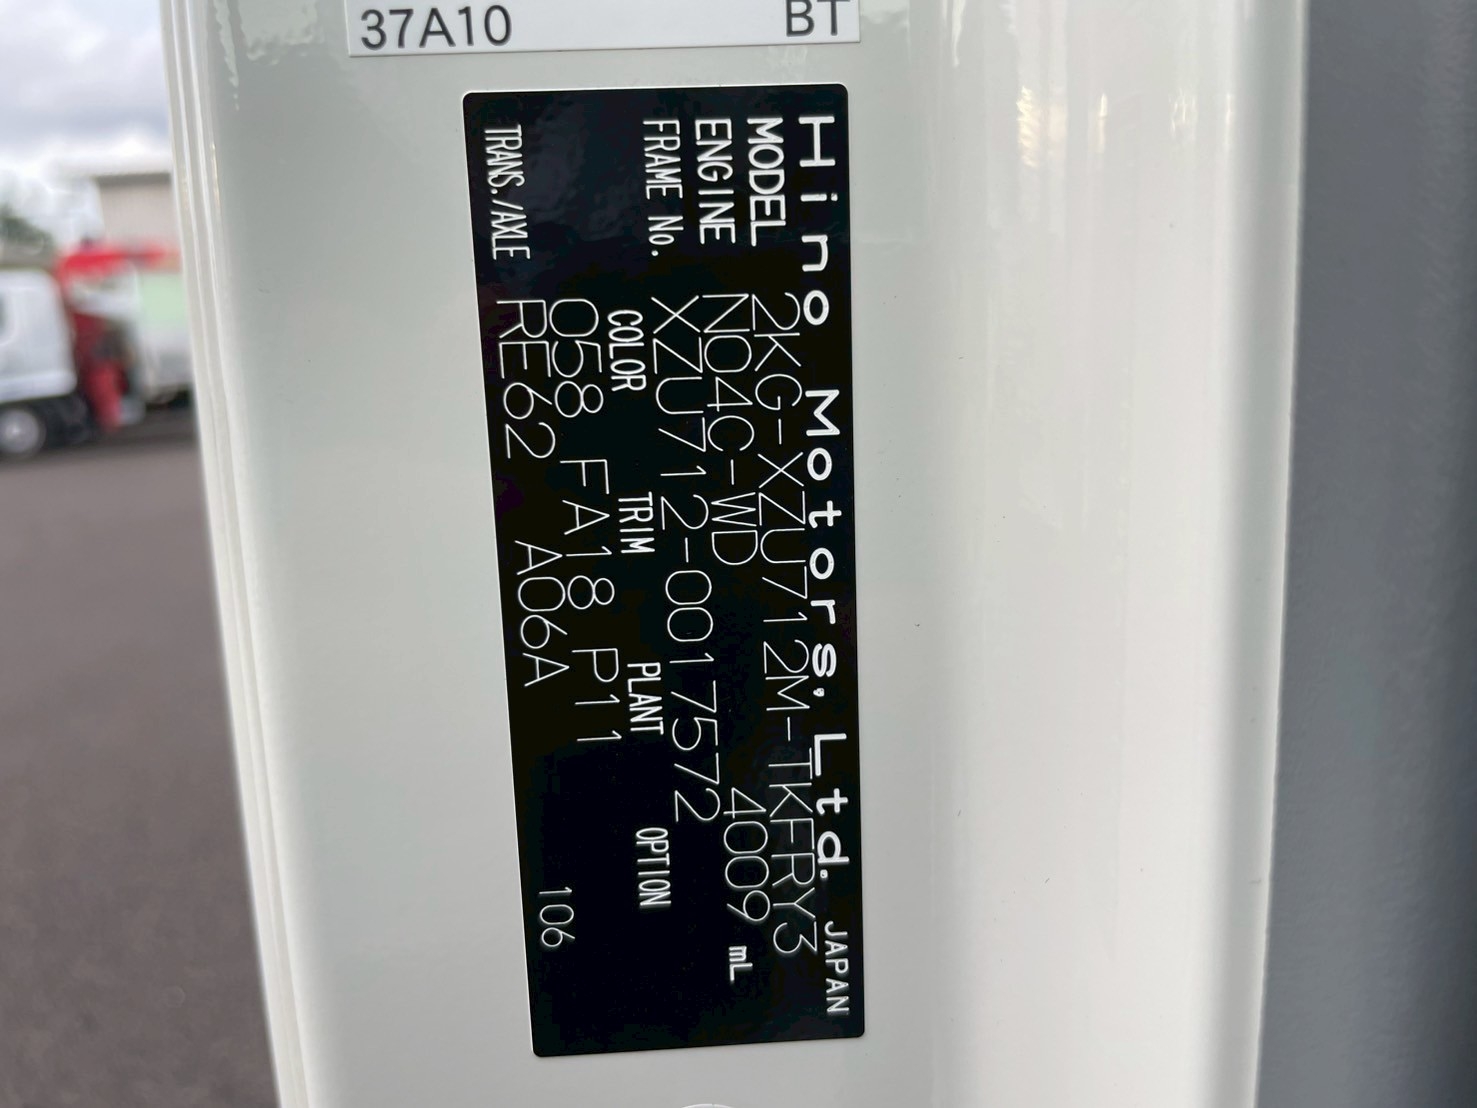 37A10 BT
Hino Motors, Ltd. JAPAN
MODEL 2KG-XZU712M-TKFRY3
ENGINE N04C-WD 4009 mL
FRAME No. XZU712-0017572
COLOR TRIM PLANT OPTION
058 FA18 P11
TRANS./AXLE RE62 A06A 106